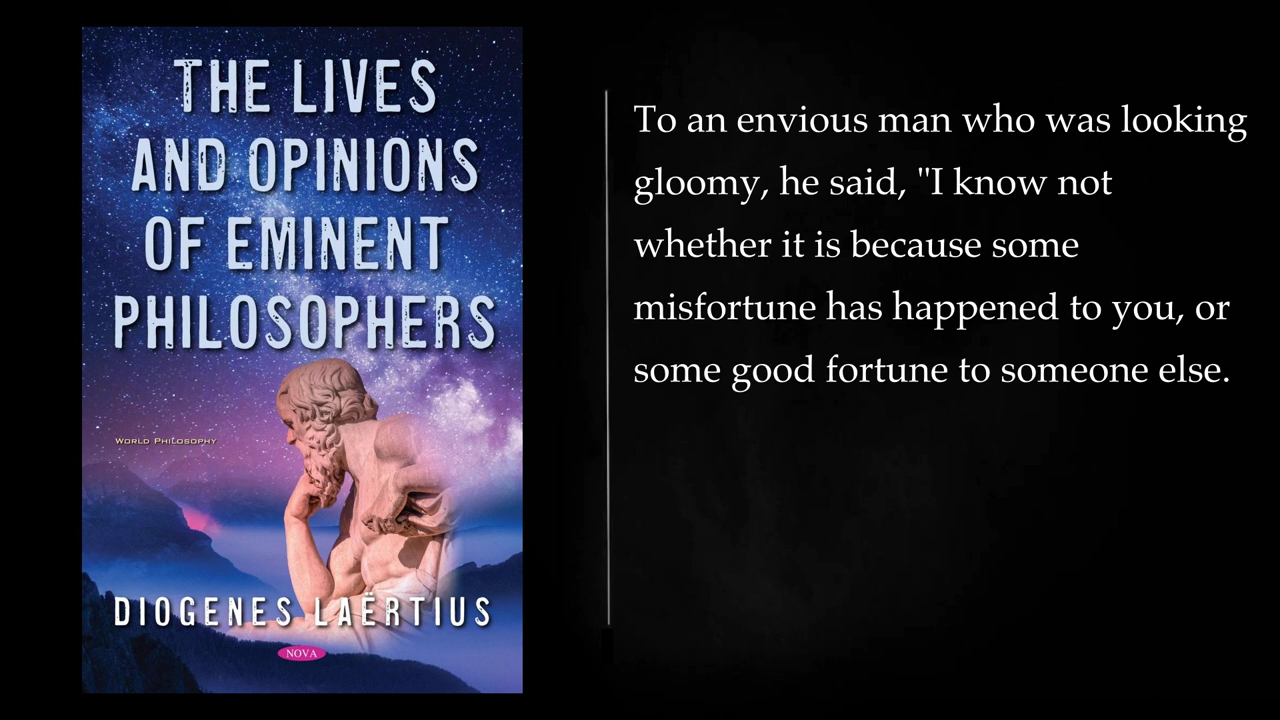 THE LIVES
AND OPINIONS
OF EMINENT
PHILOSOPHERS
WORLD PHILOSOPHY
DIOGENES LAËRTIUS
NOVA
To an envious man who was looking
gloomy, he said, "I know not
whether it is because some
misfortune has happened to you, or
some good fortune to someone else.